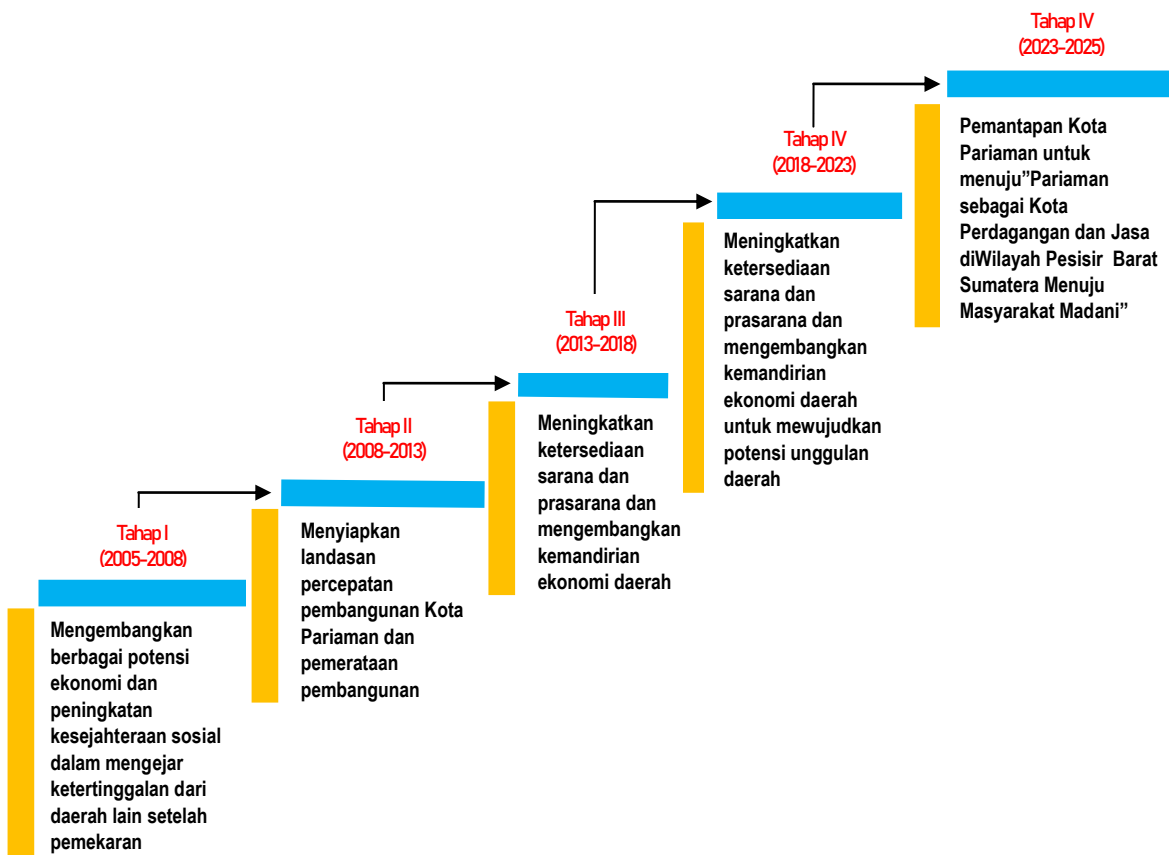 Tahap I
(2005-2008)
Mengembangkan
berbagai potensi
ekonomi dan
peningkatan
kesejahteraan sosial
dalam mengejar
ketertinggalan dari
daerah lain setelah
pemekaran
Tahap II
(2008-2013)
Menyiapkan
landasan
percepatan
pembangunan Kota
Pariaman dan
pemerataan
pembangunan
Tahap III
(2013-2018)
Meningkatkan
ketersediaan
sarana dan
prasarana dan
mengembangkan
kemandirian
ekonomi daerah
Tahap IV
(2018-2023)
Meningkatkan
ketersediaan
sarana dan
prasarana dan
mengembangkan
kemandirian
ekonomi daerah
untuk mewujudkan
potensi unggulan
daerah
Tahap IV
(2023-2025)
Pemantapan Kota
Pariaman untuk
menuju”Pariaman
sebagai Kota
Perdagangan dan Jasa
diWilayah Pesisir Barat
Sumatera Menuju
Masyarakat Madani”